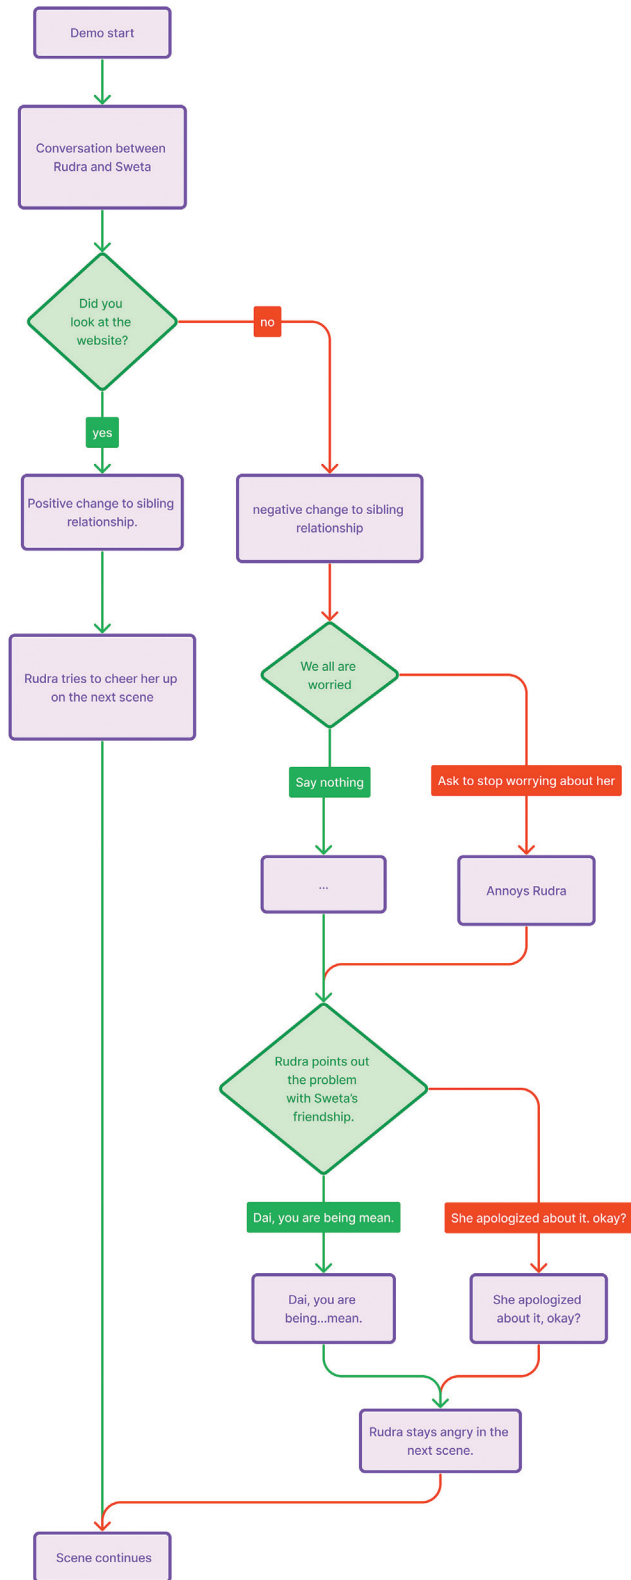 Demo start
Conversation between
Rudra and Sweta
Did you
look at the
website?
no
yes
Positive change to sibling
relationship.
negative change to sibling
relationship
Rudra tries to cheer her up
on the next scene
We all are
worried
Say nothing
Ask to stop worrying about her
...
Annoys Rudra
Rudra points out
the problem
with Sweta's
friendship.
Dai, you are being mean.
She apologized about it. okay?
Dai, you are
being...mean.
She apologized
about it, okay?
Rudra stays angry in the
next scene.
Scene continues